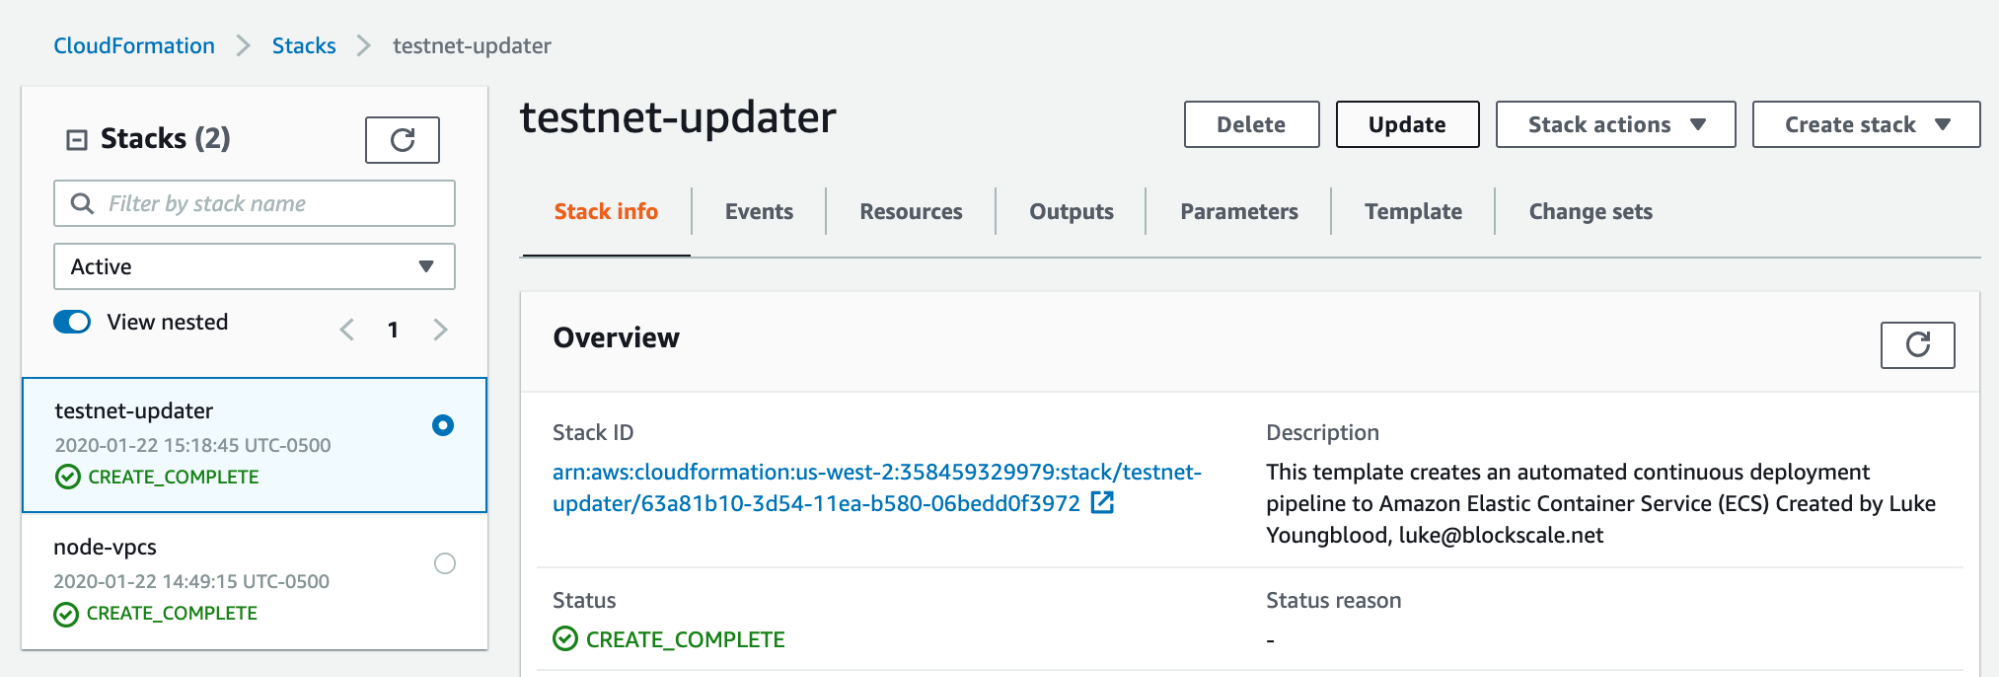 CloudFormation > Stacks > testnet-updater
Stacks (2)
Filter by stack name
Active
View nested
1
testnet-updater
2020-01-22 15:18:45 UTC-0500
CREATE_COMPLETE
node-vpcs
2020-01-22 14:49:15 UTC-0500
CREATE_COMPLETE
testnet-updater
Delete
Update
Stack actions
Create stack
Stack info
Events
Resources
Outputs
Parameters
Template
Change sets
Overview
Stack ID
arn:aws:cloudformation:us-west-2:358459329979:stack/testnet-
updater/63a81b10-3d54-11ea-b580-06bedd0f3972
Description
This template creates an automated continuous deployment
pipeline to Amazon Elastic Container Service (ECS) Created by Luke
Youngblood, luke@blockscale.net
Status
CREATE_COMPLETE
Status reason
-